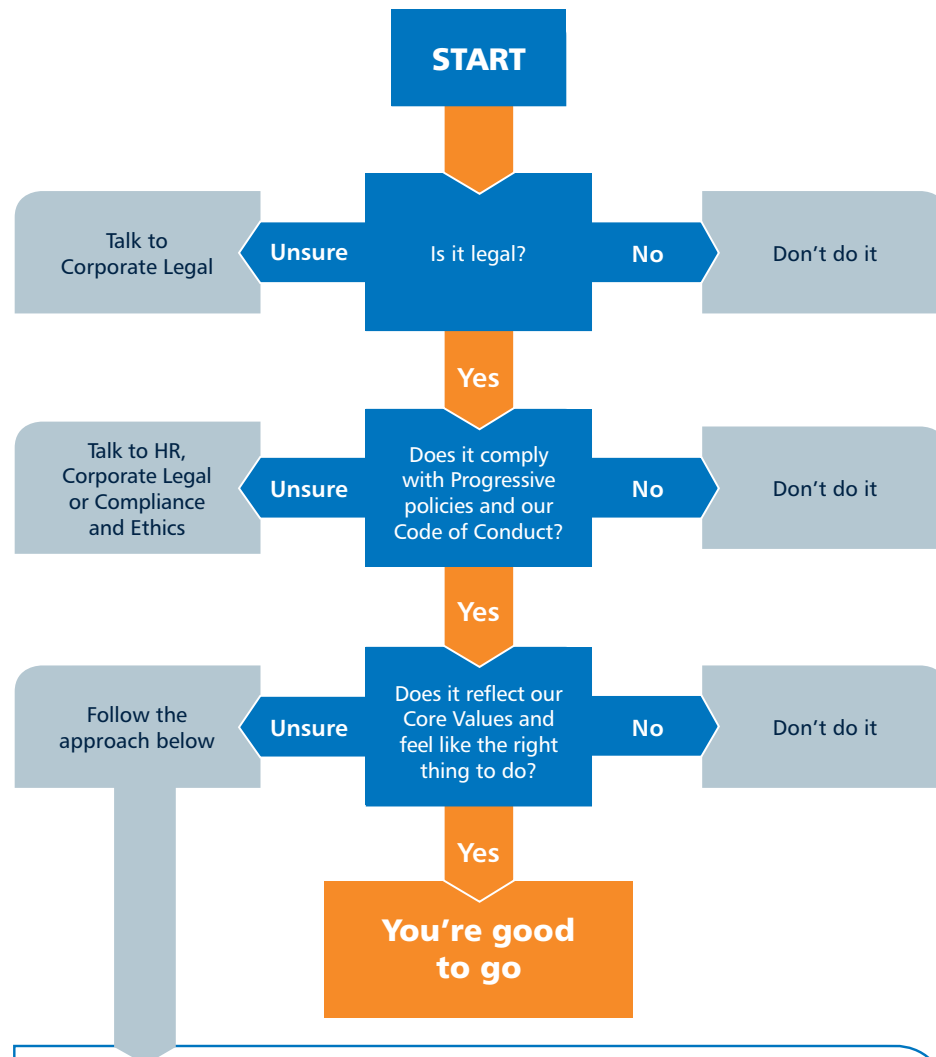 START
Talk to
Corporate Legal
Unsure
Is it legal?
No
Don't do it
Yes
Talk to HR,
Corporate Legal
or Compliance
and Ethics
Unsure
Does it comply
with Progressive
policies and our
Code of Conduct?
No
Don't do it
Yes
Follow the
approach below
Unsure
Does it reflect our
Core Values and
feel like the right
thing to do?
No
Don't do it
Yes
You're good
to go